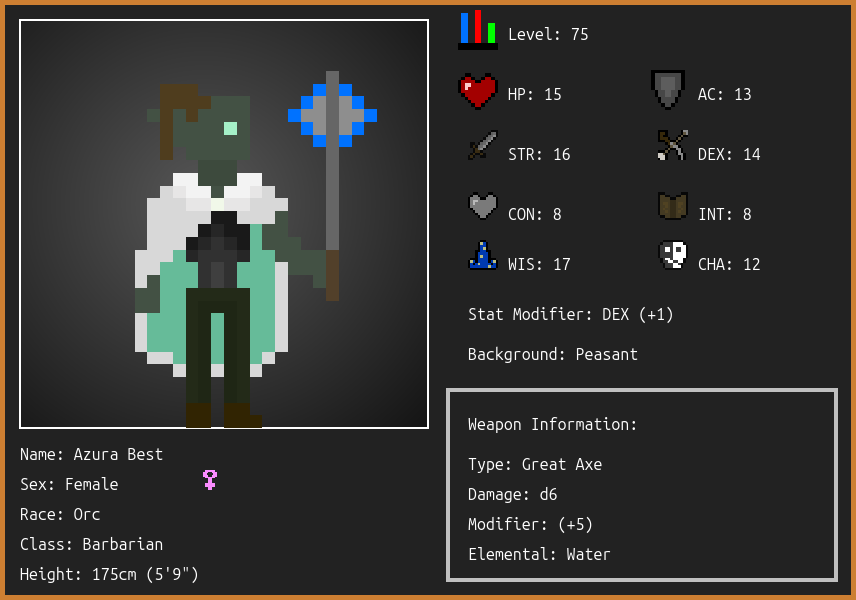 Level: 75
HP: 15
AC: 13
STR: 16
DEX: 14
CON: 8
INT: 8
WIS: 17
CHA: 12
Stat Modifier: DEX (+1)
Background: Peasant
Weapon Information:
Type: Great Axe
Damage: d6
Modifier: (+5)
Elemental: Water
Name: Azura Best
Sex: Female
Race: Orc
Class: Barbarian
Height: 175cm (5'9")